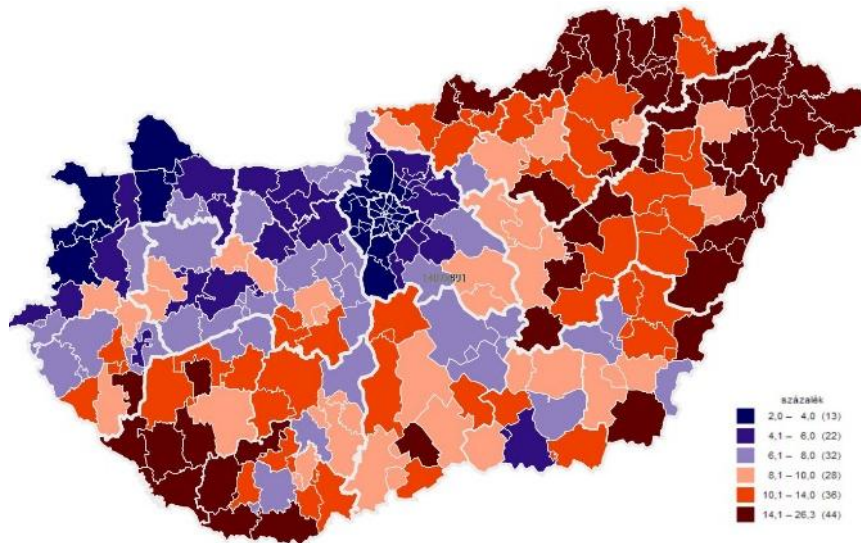 százalék
2,0 – 4,0 (13)
4,1 – 6,0 (22)
6,1 – 8,0 (32)
8,1 – 10,0 (28)
10,1 – 14,0 (36)
14,1 – 26,3 (44)